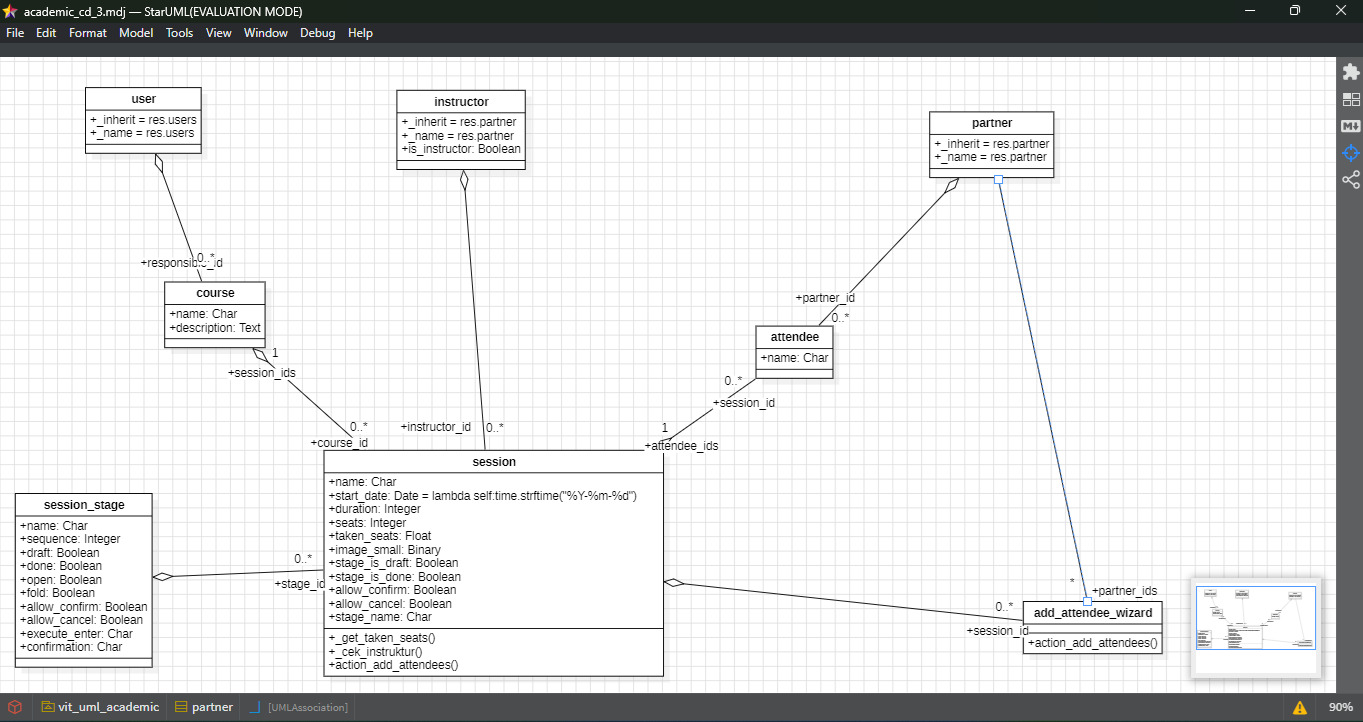 academic_cd_3.mdj — StarUML(EVALUATION MODE)
File Edit Format Model Tools View Window Debug Help
user
+_inherit = res.users
+_name = res.users
instructor
+_inherit = res.partner
+_name = res.partner
+is_instructor: Boolean
partner
+_inherit = res.partner
+_name = res.partner
0..*
+responsible_id
course
+name: Char
+description: Text
1
+session_ids
0..*
+course_id
+instructor_id
0..*
+partner_id
0..*
attendee
+name: Char
0..*
+session_id
1
+attendee_ids
session
+name: Char
+start_date: Date = lambda self:time.strftime("%Y-%m-%d")
+duration: Integer
+seats: Integer
+taken_seats: Float
+image_small: Binary
+stage_is_draft: Boolean
+stage_is_done: Boolean
+allow_confirm: Boolean
+allow_cancel: Boolean
+stage_name: Char
+_get_taken_seats()
+_cek_instruktur()
+action_add_attendees()
session_stage
+name: Char
+sequence: Integer
+draft: Boolean
+done: Boolean
+open: Boolean
+fold: Boolean
+allow_confirm: Boolean
+allow_cancel: Boolean
+execute_enter: Char
+confirmation: Char
0..*
+stage_id
*
+partner_ids
0..*
+session_id
add_attendee_wizard
+action_add_attendees()
M
vit_uml_academic
partner
[UMLAssociation]
90%